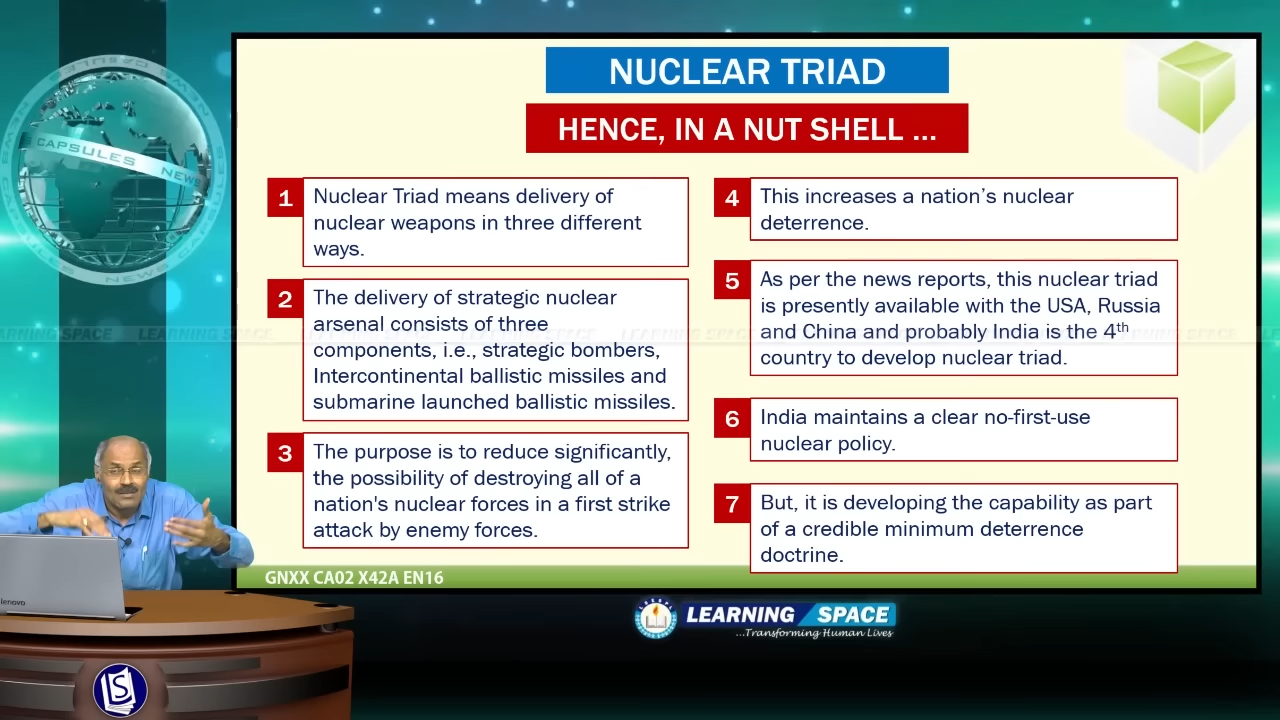 NUCLEAR TRIAD
HENCE, IN A NUT SHELL ...
CAPSULES NEWS
1
Nuclear Triad means delivery of
nuclear weapons in three different
ways.
2
The delivery of strategic nuclear
arsenal consists of three
components, i.e., strategic bombers,
Intercontinental ballistic missiles and
submarine launched ballistic missiles.
3
The purpose is to reduce significantly,
the possibility of destroying all of a
nation's nuclear forces in a first strike
attack by enemy forces.
4
This increases a nation’s nuclear
deterrence.
5
As per the news reports, this nuclear triad
is presently available with the USA, Russia
and China and probably India is the 4th
country to develop nuclear triad.
6
India maintains a clear no-first-use
nuclear policy.
7
But, it is developing the capability as part
of a credible minimum deterrence
doctrine.
LEARNING SPACE LEARNING SPACE
GNXX CA02 X42A EN16
lenovo
LEARNING SPACE
...Transforming Human Lives
LS